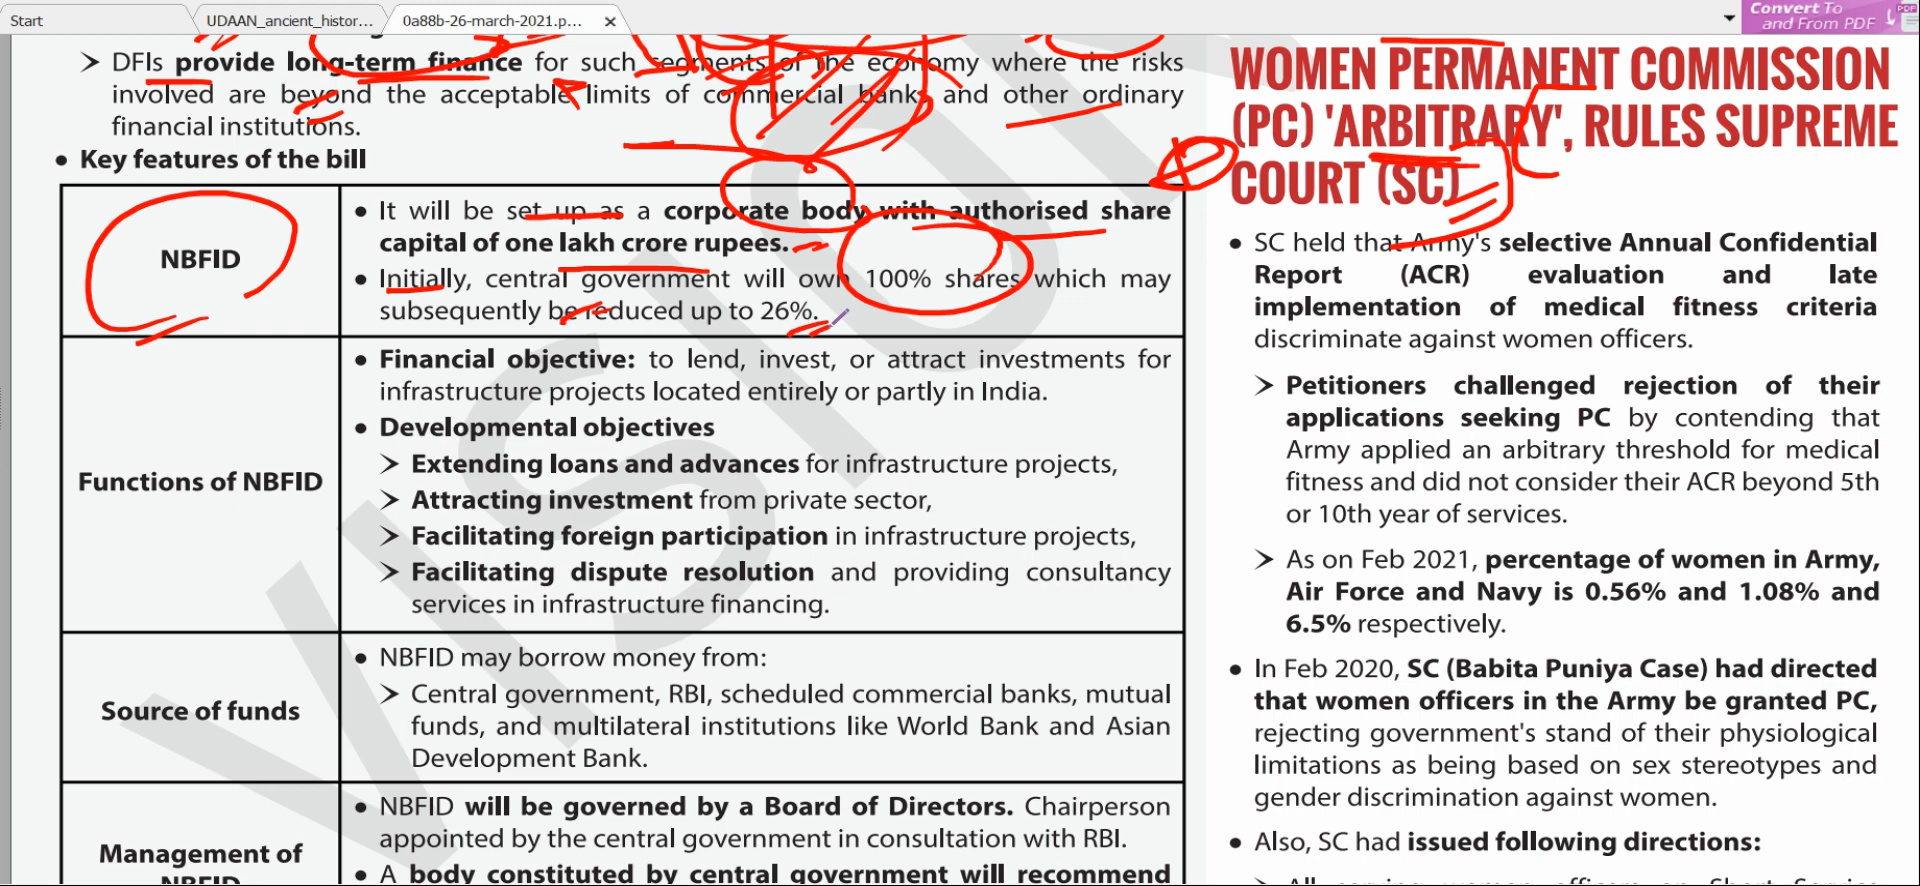 Start
UDAAN_ancient_histor...
0a88b-26-march-2021.p...
Convert To
and From PDF
PDF
➢ DFIs provide long-term finance for such segments of the economy where the risks
involved are beyond the acceptable limits of commercial banks and other ordinary
financial institutions.
• Key features of the bill
NBFID
• It will be set up as a corporate body with authorised share
capital of one lakh crore rupees.
• Initially, central government will own 100% shares which may
subsequently be reduced up to 26%.
Functions of NBFID
• Financial objective: to lend, invest, or attract investments for
infrastructure projects located entirely or partly in India.
• Developmental objectives
➢ Extending loans and advances for infrastructure projects,
➢ Attracting investment from private sector,
➢ Facilitating foreign participation in infrastructure projects,
➢ Facilitating dispute resolution and providing consultancy
services in infrastructure financing.
Source of funds
• NBFID may borrow money from:
➢ Central government, RBI, scheduled commercial banks, mutual
funds, and multilateral institutions like World Bank and Asian
Development Bank.
Management of
NBFID
• NBFID will be governed by a Board of Directors. Chairperson
appointed by the central government in consultation with RBI.
• A body constituted by central government will recommend
WOMEN PERMANENT COMMISSION
(PC) 'ARBITRARY', RULES SUPREME
COURT (SC)
• SC held that Army's selective Annual Confidential
Report (ACR) evaluation and late
implementation of medical fitness criteria
discriminate against women officers.
➢ Petitioners challenged rejection of their
applications seeking PC by contending that
Army applied an arbitrary threshold for medical
fitness and did not consider their ACR beyond 5th
or 10th year of services.
➢ As on Feb 2021, percentage of women in Army,
Air Force and Navy is 0.56% and 1.08% and
6.5% respectively.
• In Feb 2020, SC (Babita Puniya Case) had directed
that women officers in the Army be granted PC,
rejecting government's stand of their physiological
limitations as being based on sex stereotypes and
gender discrimination against women.
• Also, SC had issued following directions:
VISION